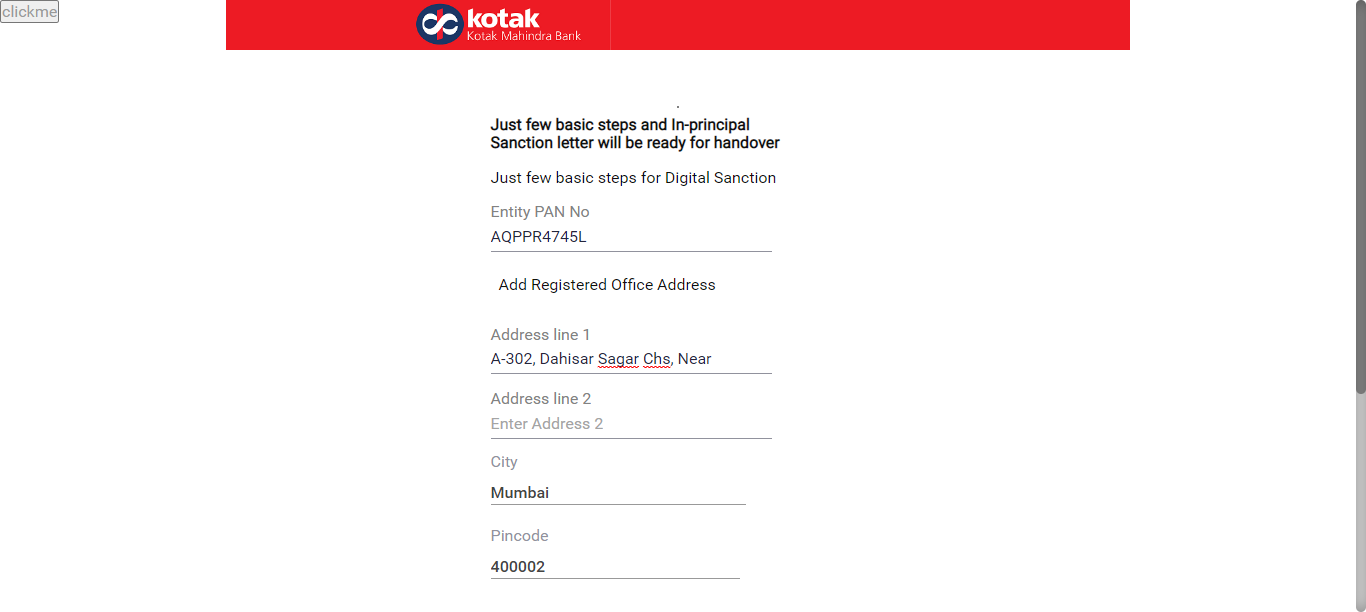 clickme
kotak
Kotak Mahindra Bank
.
Just few basic steps and In-principal
Sanction letter will be ready for handover
Just few basic steps for Digital Sanction
Entity PAN No
AQPPR4745L
Add Registered Office Address
Address line 1
A-302, Dahisar Sagar Chs, Near
Address line 2
Enter Address 2
City
Mumbai
Pincode
400002